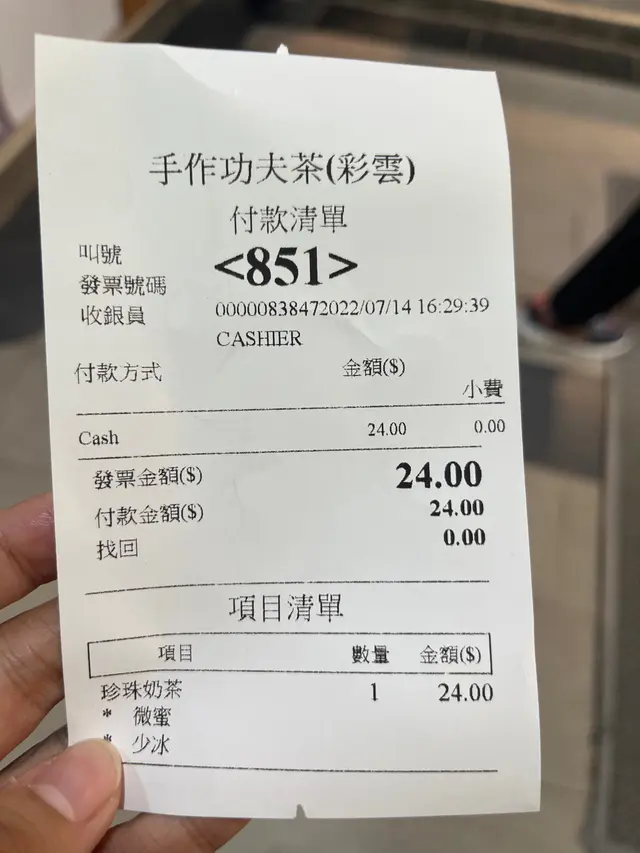 手作功夫茶(彩雲)
付款清單
叫號 <851>
發票號碼 00000838472022/07/14 16:29:39
收銀員 CASHIER
付款方式 金額($) 小費
Cash 24.00 0.00
發票金額($) 24.00
付款金額($) 24.00
找回 0.00
項目清單
項目 數量 金額($)
珍珠奶茶 1 24.00
* 微蜜
* 少冰